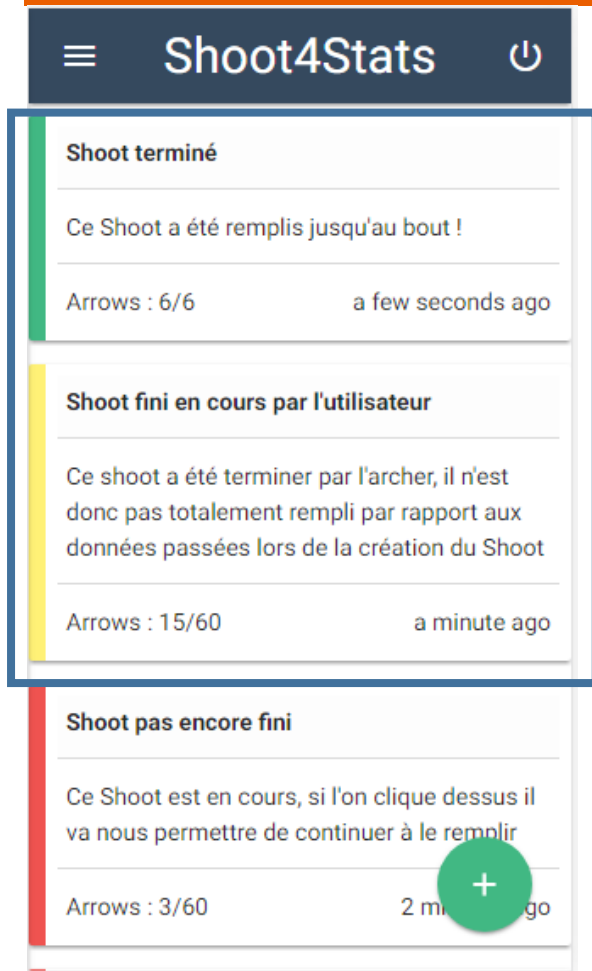 Shoot4Stats
Shoot terminé
Ce Shoot a été remplis jusqu'au bout !
Arrows : 6/6 a few seconds ago
Shoot fini en cours par l'utilisateur
Ce shoot a été terminer par l'archer, il n'est
donc pas totalement rempli par rapport aux
données passées lors de la création du Shoot
Arrows : 15/60 a minute ago
Shoot pas encore fini
Ce Shoot est en cours, si l'on clique dessus il
va nous permettre de continuer à le remplir
Arrows : 3/60 2 go